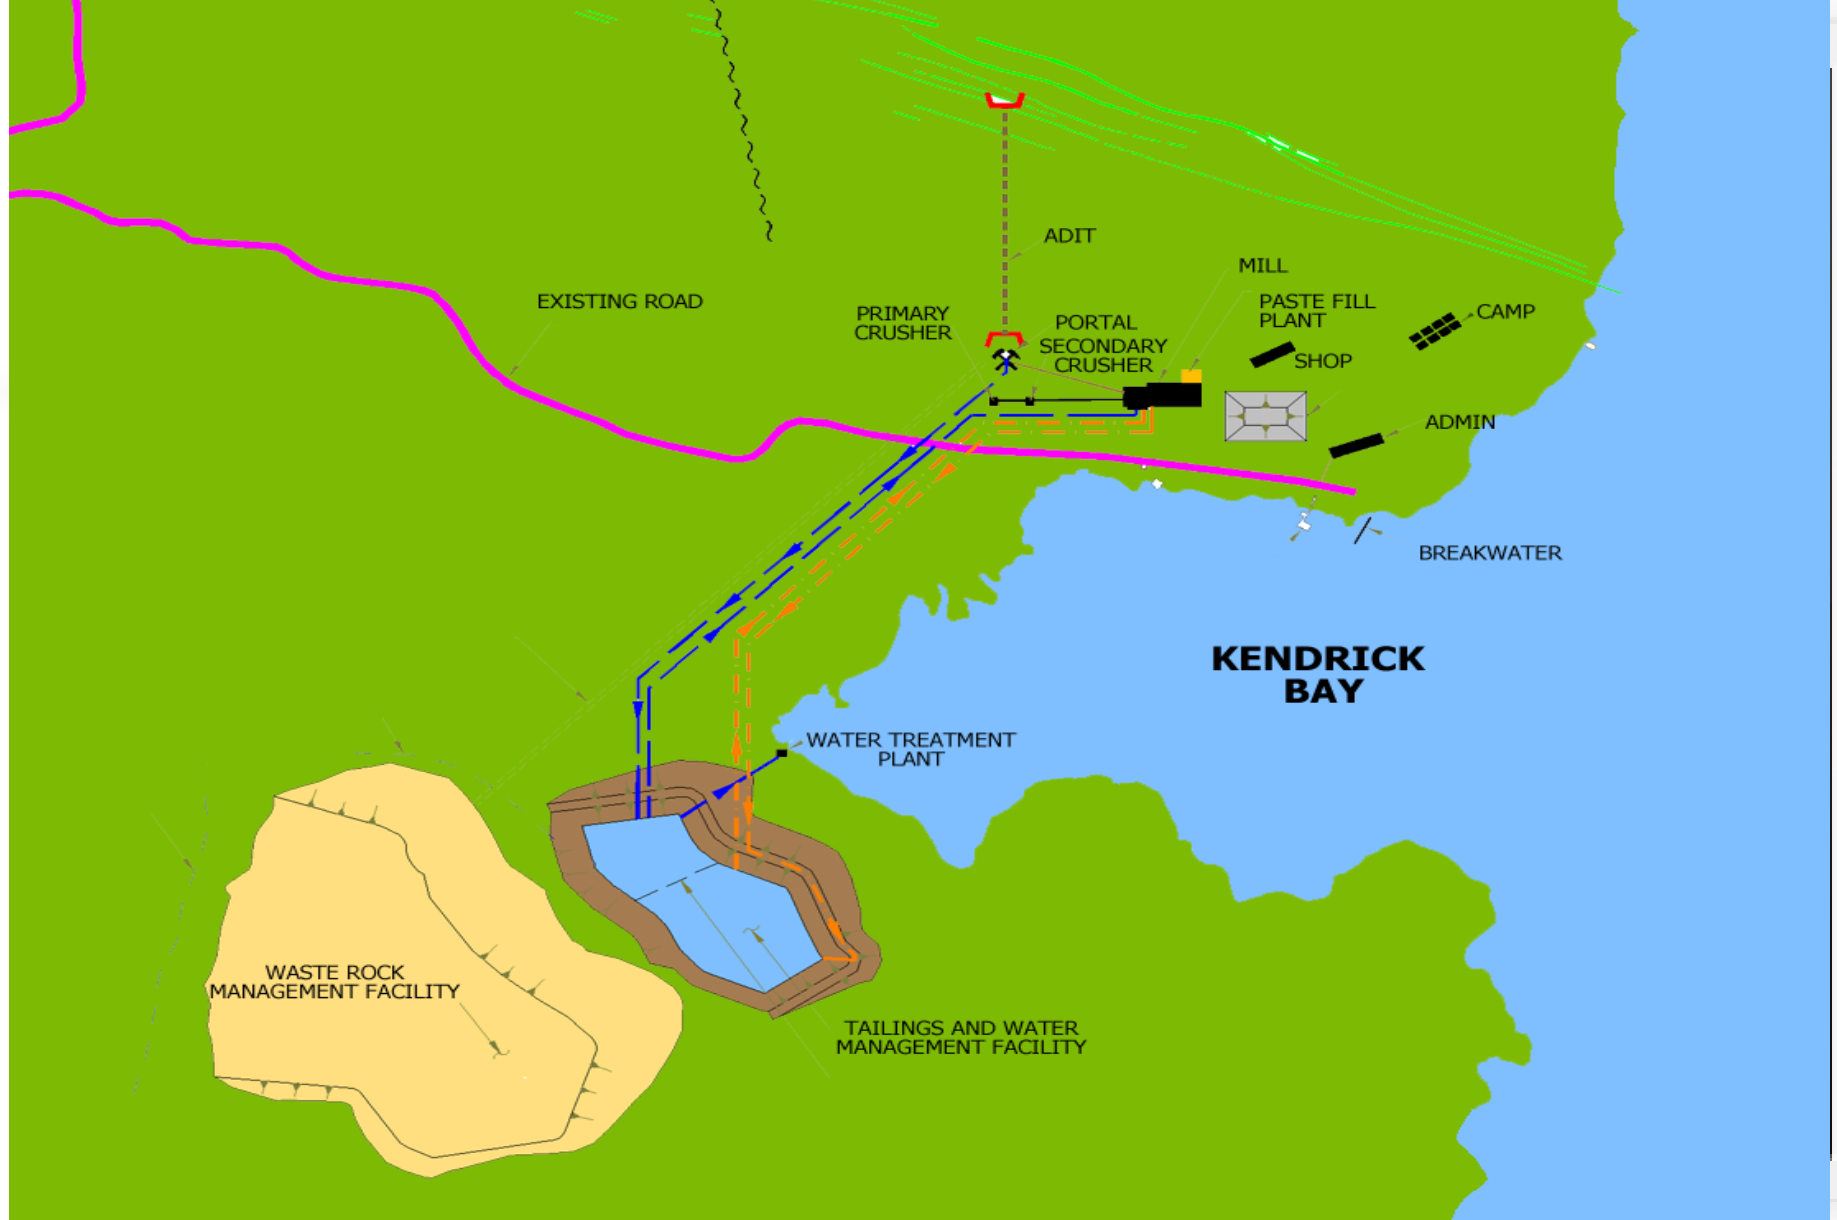 ADIT
MILL
EXISTING ROAD
PASTE FILL
PLANT
PRIMARY
CRUSHER
PORTAL
SECONDARY
CRUSHER
CAMP
SHOP
ADMIN
BREAKWATER
KENDRICK
BAY
WATER TREATMENT
PLANT
WASTE ROCK
MANAGEMENT FACILITY
TAILINGS AND WATER
MANAGEMENT FACILITY